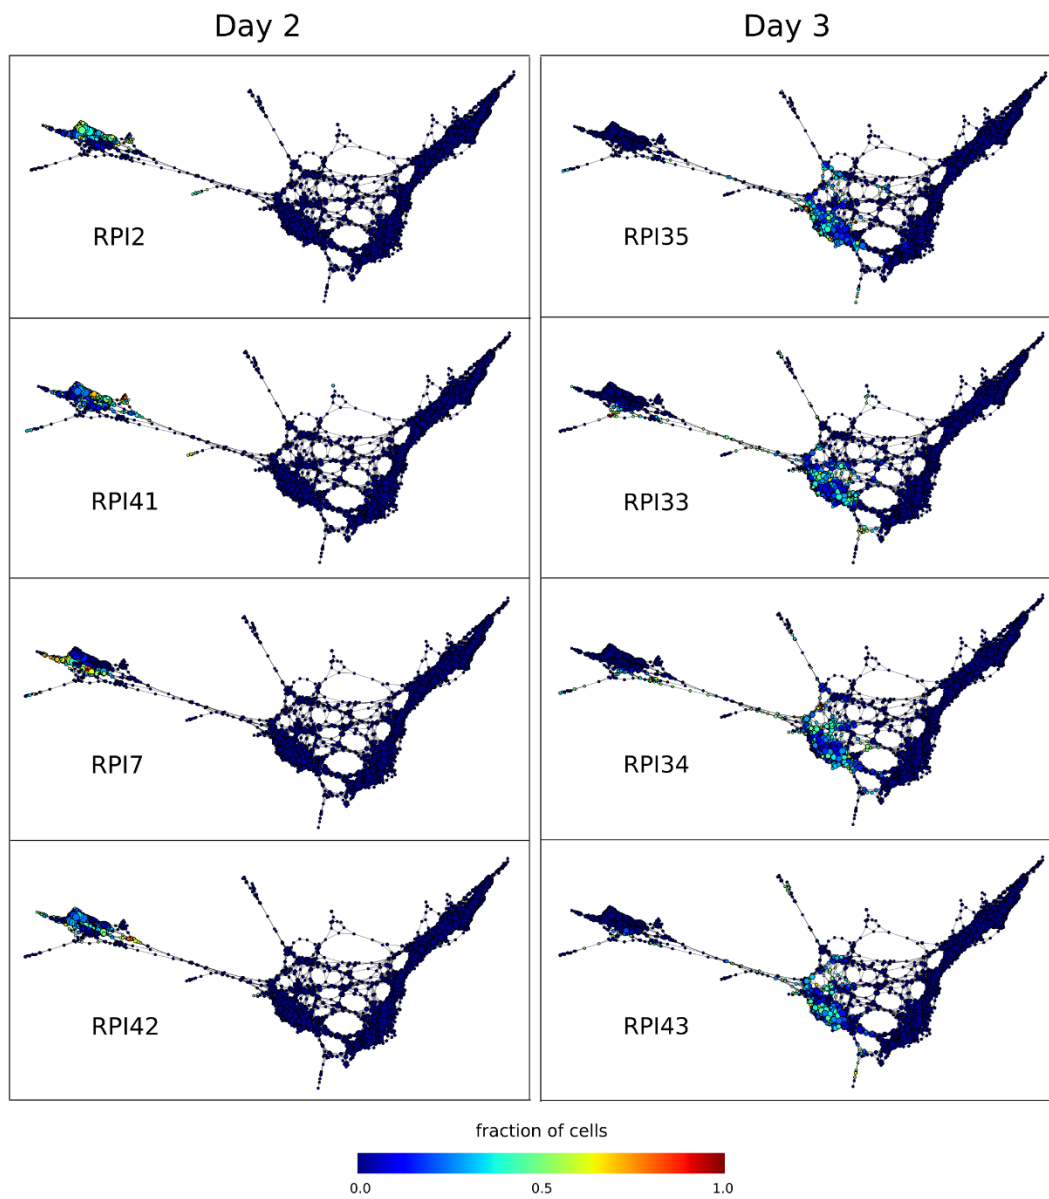 Day 2
Day 3
RPI2
RPI35
RPI41
RPI33
RPI7
RPI34
RPI42
RPI43
fraction of cells
0.0
0.5
1.0